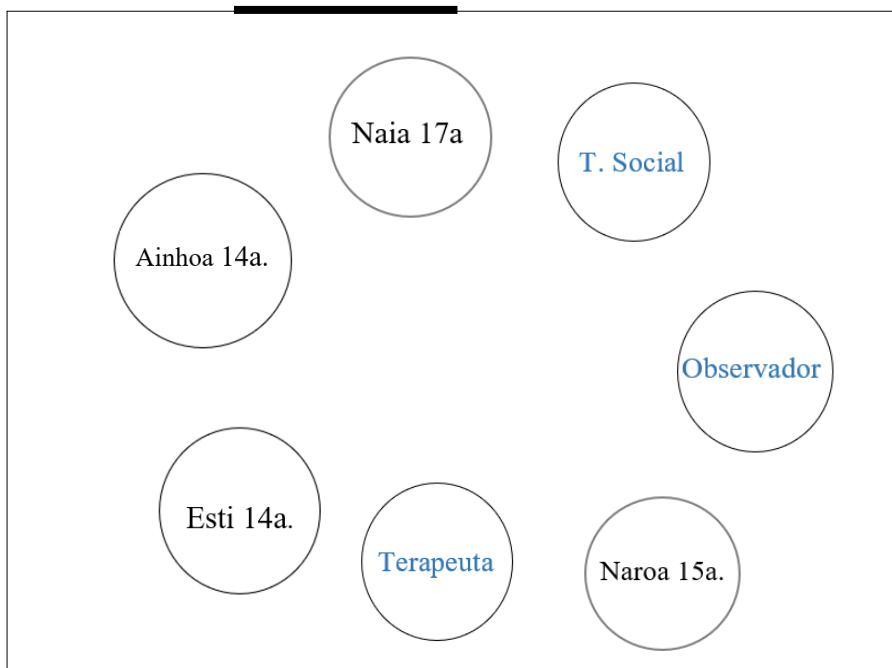 Naia 17a
T. Social
Ainhoa 14a.
Observador
Esti 14a.
Terapeuta
Naroa 15a.